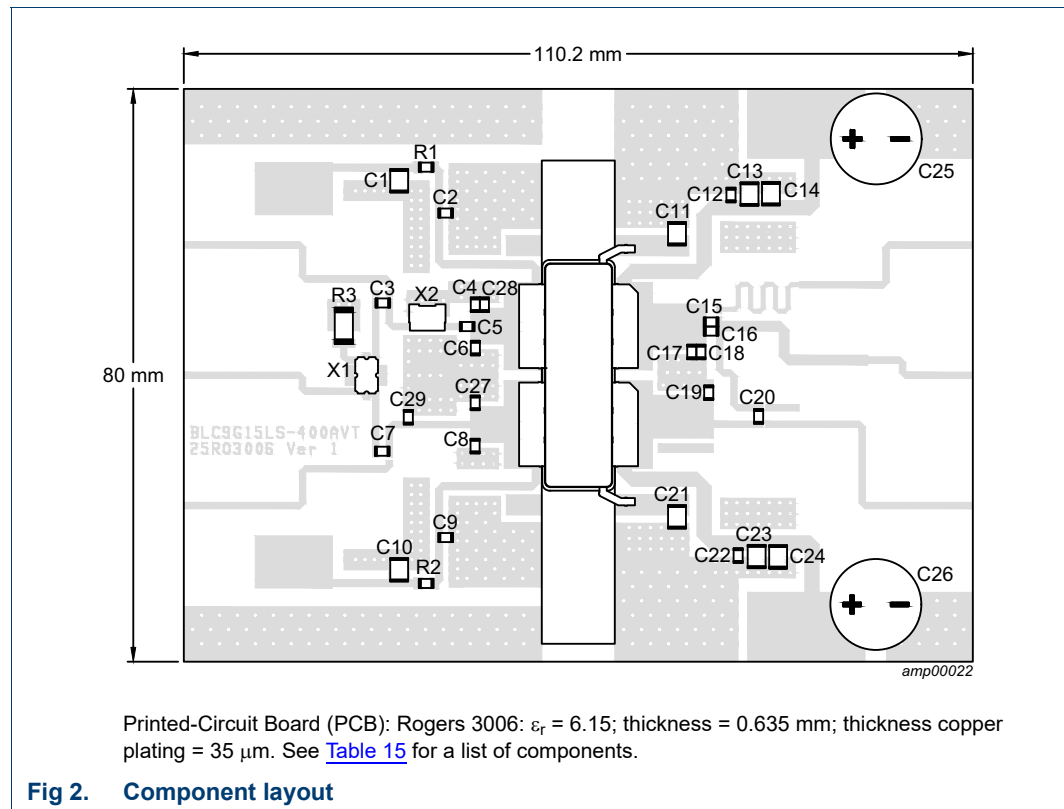 110.2 mm
80 mm
R1
C1
C2
C12
C13
C14
C25
+ −
C11
C3
R3
X2
C4
C28
C5
C6
X1
C29
C27
C7
C8
BLC9G15LS-400AVT
25RO3006 Ver 1
C15
C16
C17
C18
C19
C20
C9
C10
R2
C21
C22
C23
C24
C26
+ −
amp00022
Printed-Circuit Board (PCB): Rogers 3006: εr = 6.15; thickness = 0.635 mm; thickness copper
plating = 35 μm. See Table 15 for a list of components.
Fig 2. Component layout